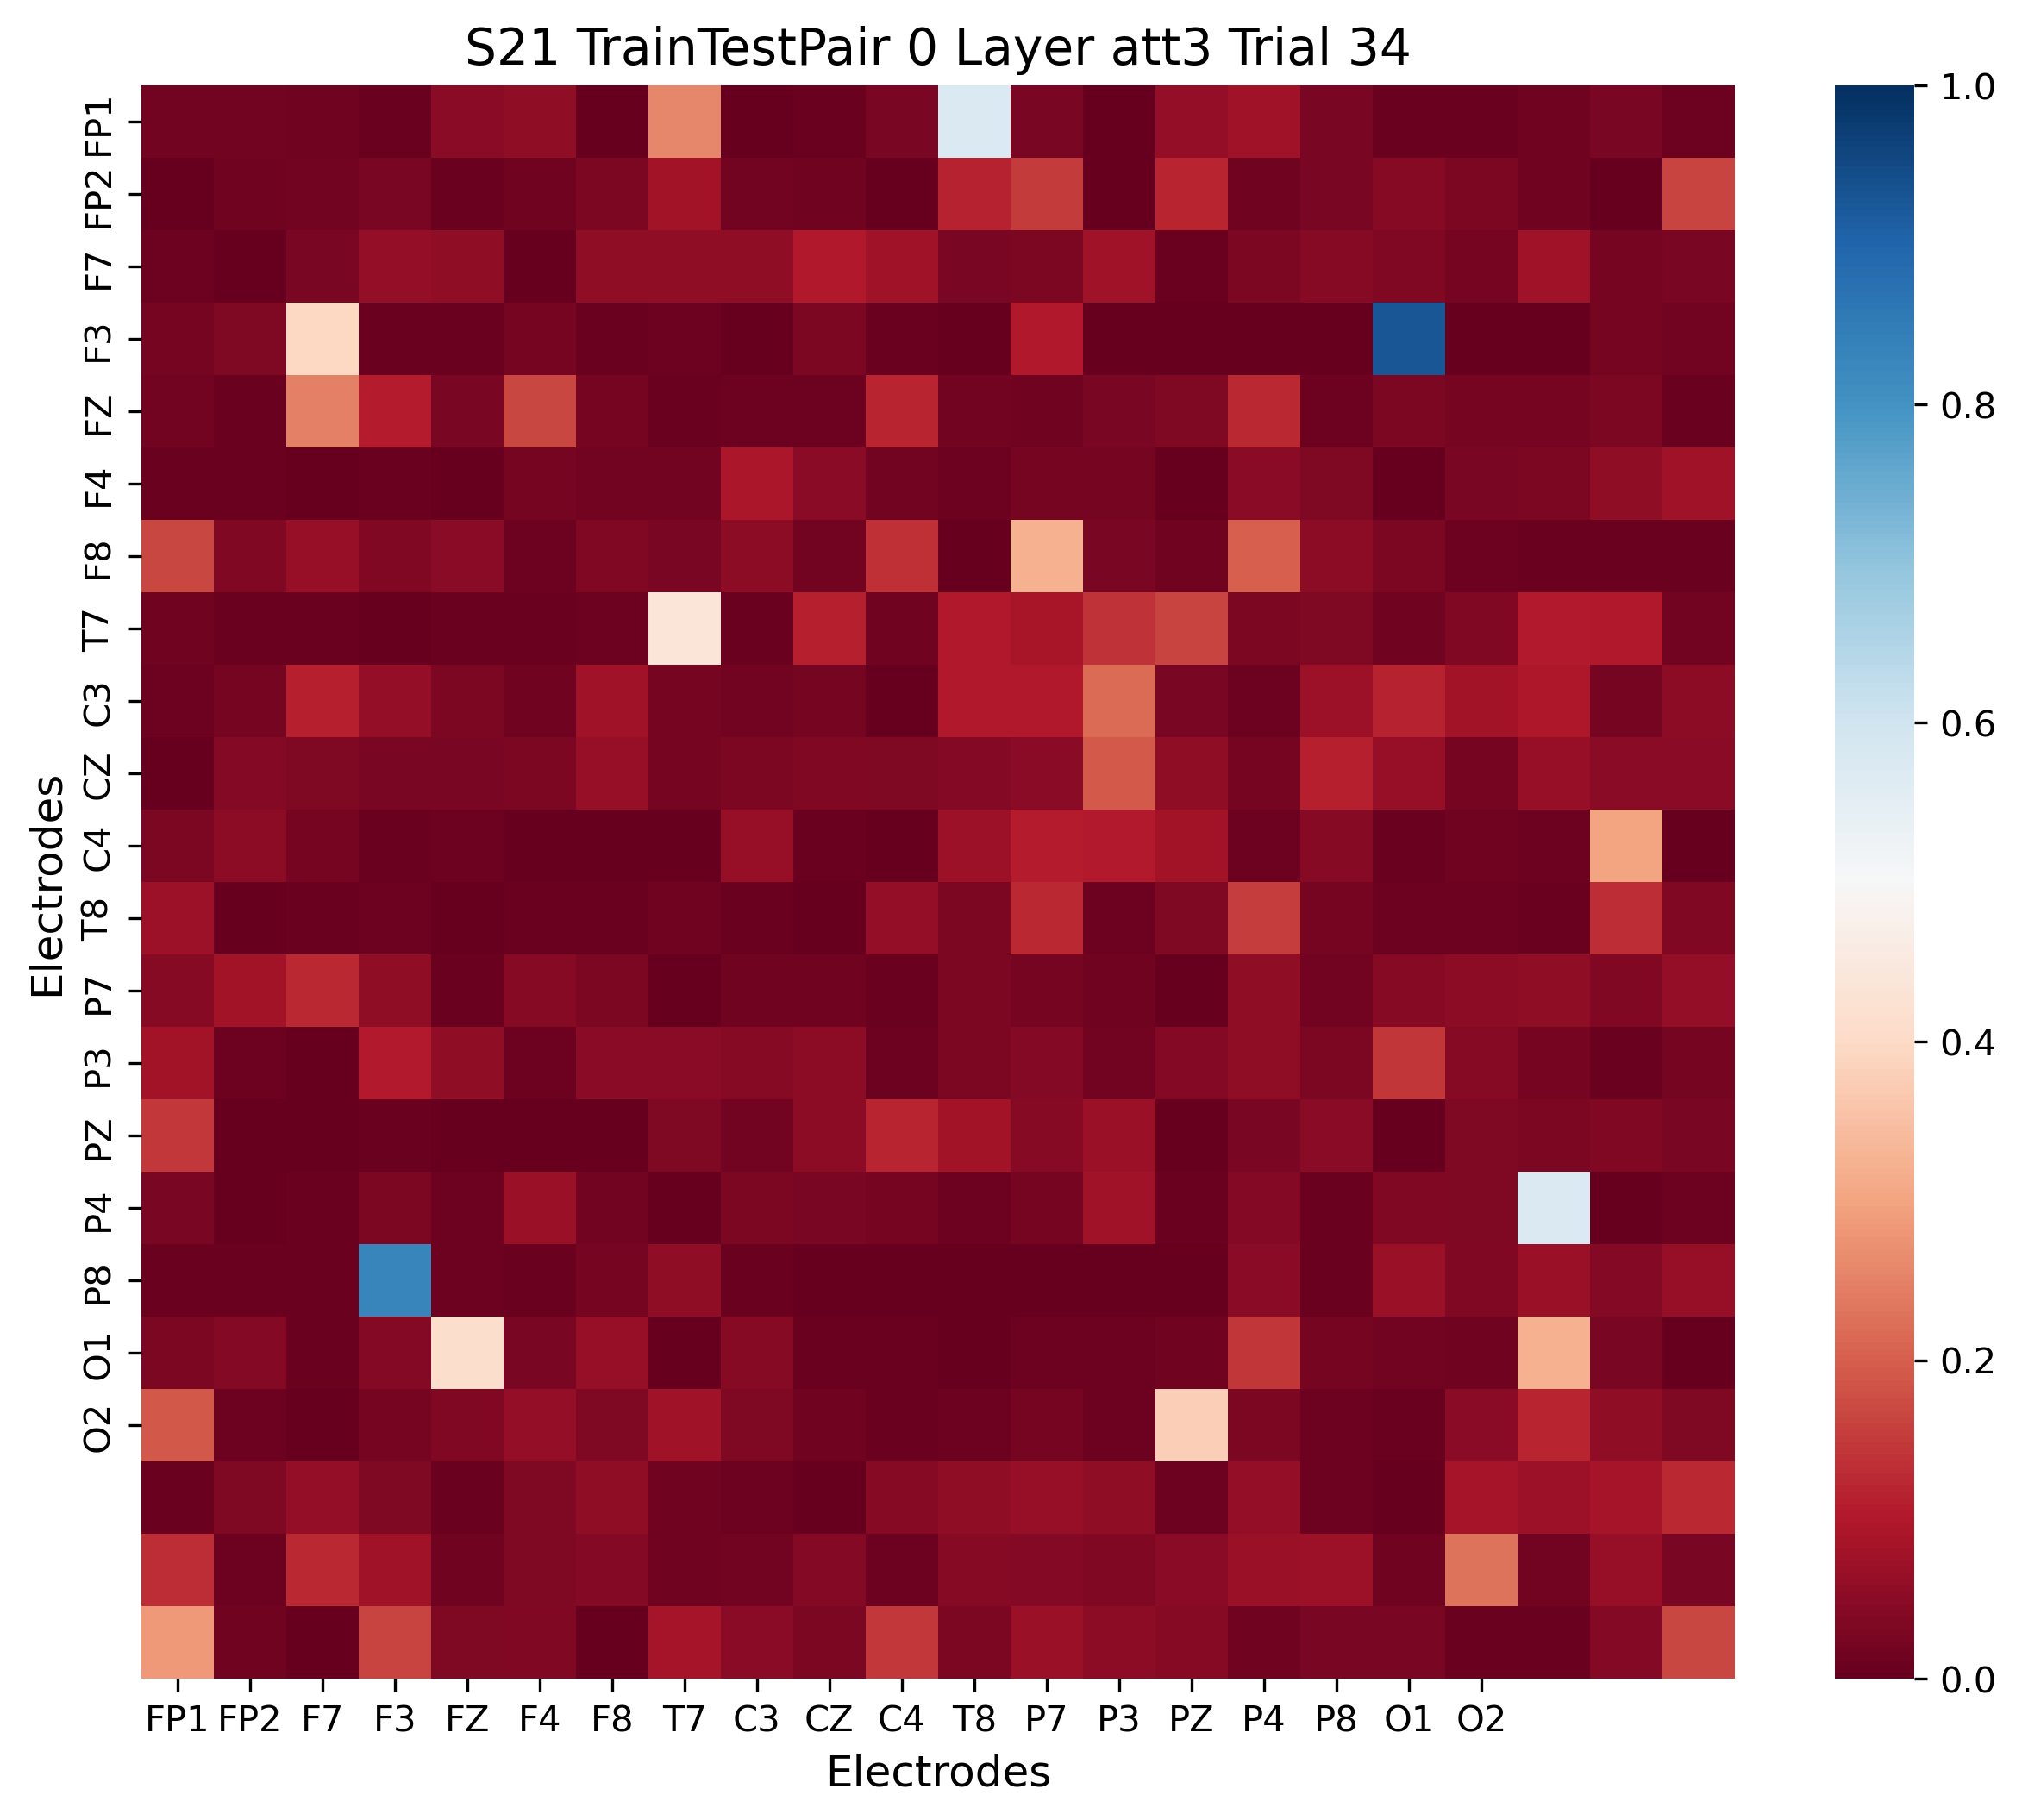 S21 TrainTestPair 0 Layer att3 Trial 34
Electrodes
FP1
FP2
F7
F3
FZ
F4
F8
T7
C3
CZ
C4
T8
P7
P3
PZ
P4
P8
O1
O2
FP1 FP2 F7 F3 FZ F4 F8 T7 C3 CZ C4 T8 P7 P3 PZ P4 P8 O1 O2
Electrodes
1.0
0.8
0.6
0.4
0.2
0.0